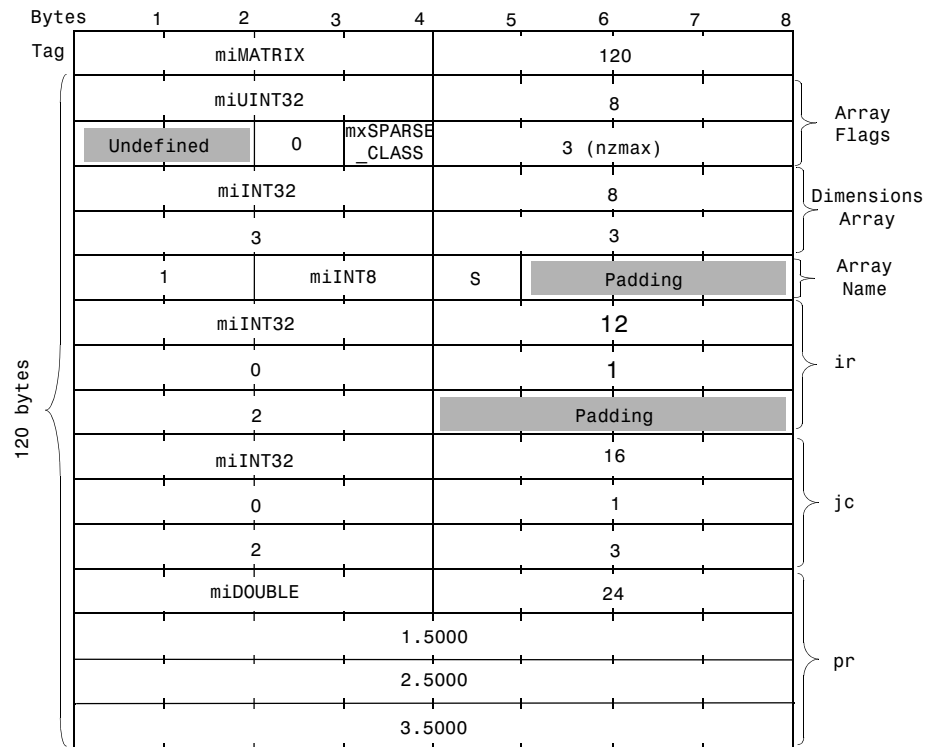 Bytes 1 2 3 4 5 6 7 8
Tag miMATRIX 120
miUINT32 8
Array
Flags
Undefined 0 mxSPARSE
_CLASS 3 (nzmax)
miINT32 8
Dimensions
Array
3 3
1 miINT8 S Padding
Array
Name
miINT32 12
0 1
ir
2 Padding
120 bytes
miINT32 16
0 1
jc
2 3
miDOUBLE 24
1.5000
pr
2.5000
3.5000